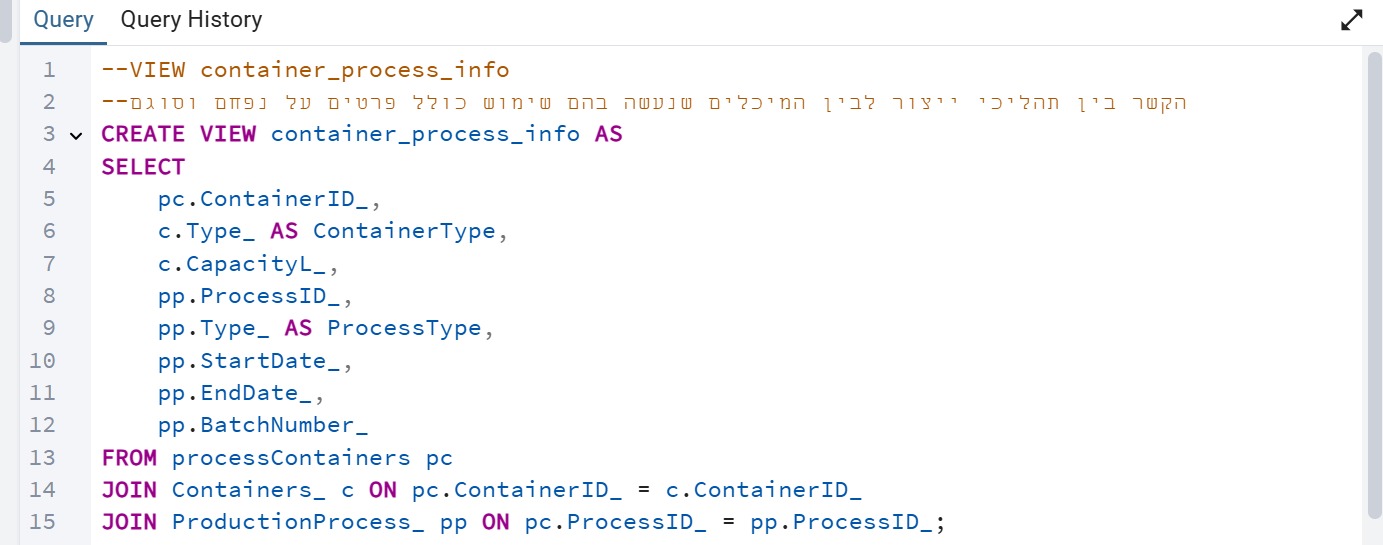 Query Query History
1 --VIEW container_process_info
2 --הקשר בין תהליכי ייצור לבין המיכלים שנעשה בהם שימוש כולל פרטים על נפחם וסוגם
3 CREATE VIEW container_process_info AS
4 SELECT
5 pc.ContainerID_,
6 c.Type_ AS ContainerType,
7 c.CapacityL_,
8 pp.ProcessID_,
9 pp.Type_ AS ProcessType,
10 pp.StartDate_,
11 pp.EndDate_,
12 pp.BatchNumber_
13 FROM processContainers pc
14 JOIN Containers_ c ON pc.ContainerID_ = c.ContainerID_
15 JOIN ProductionProcess_ pp ON pc.ProcessID_ = pp.ProcessID_;